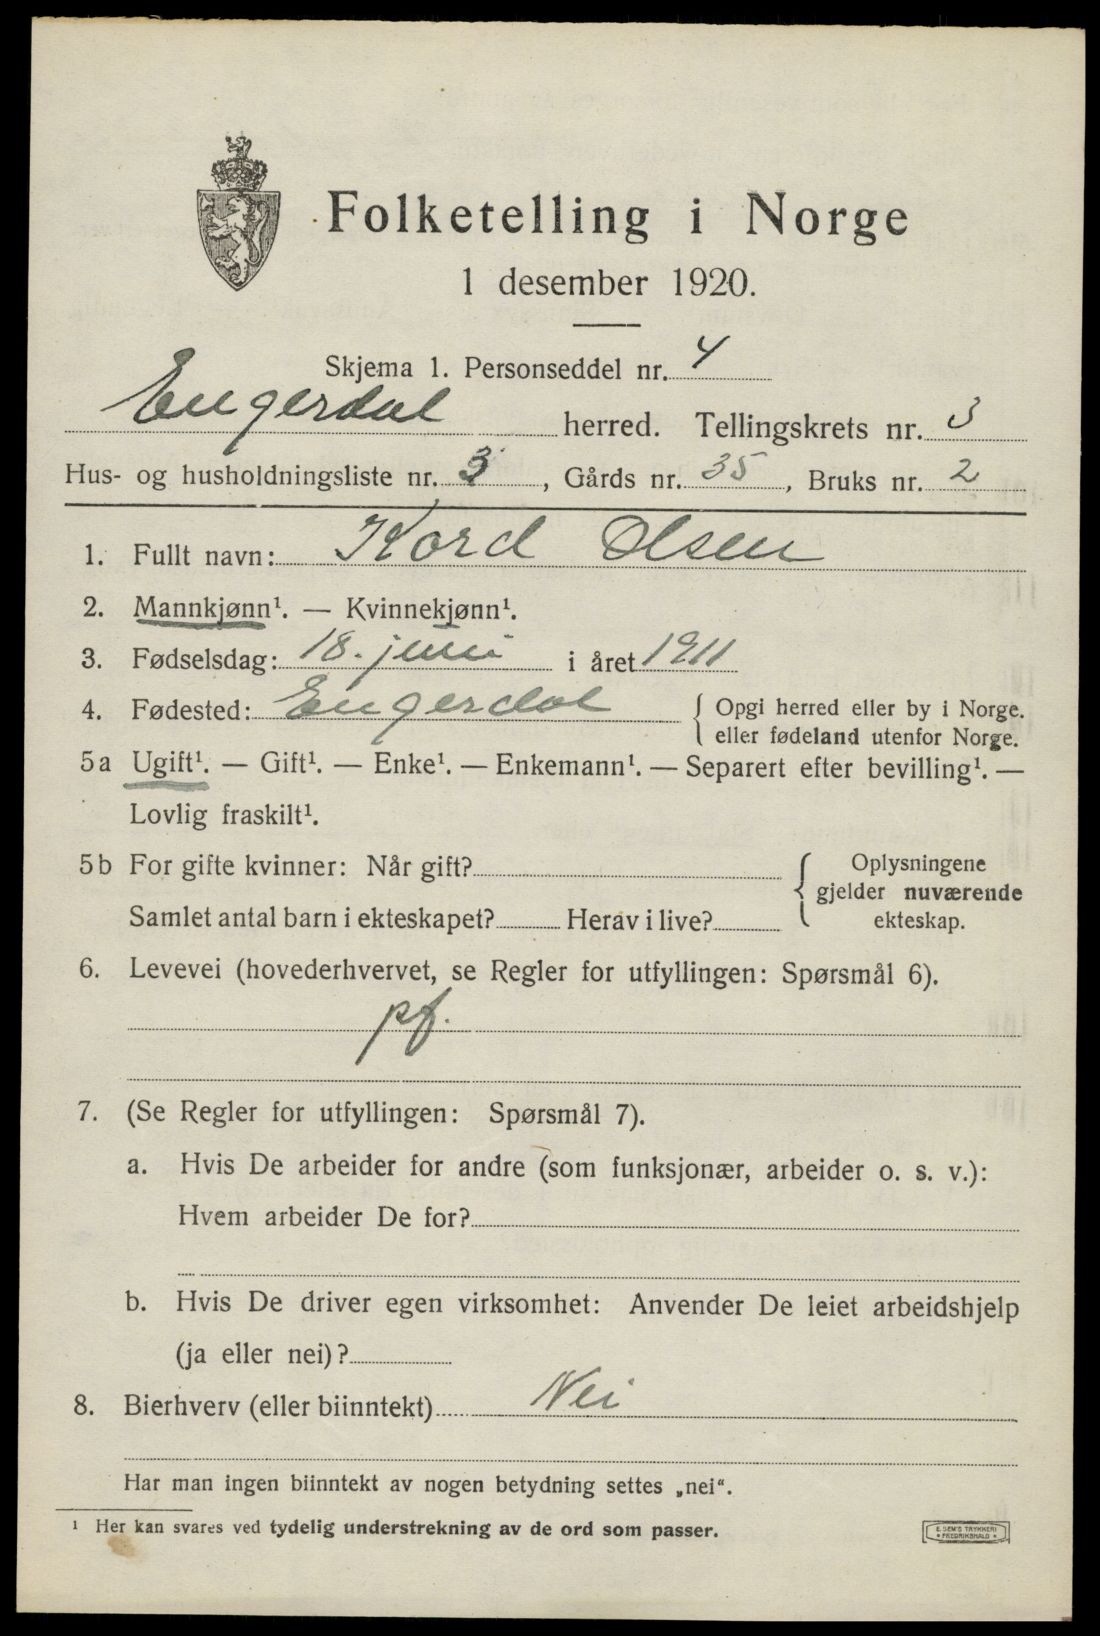 Folketelling i Norge
1 desember 1920.
Skjema 1. Personseddel nr. 4
Engerdal herred. Tellingskrets nr. 3
Hus- og husholdningsliste nr. 3, Gårds nr. 35, Bruks nr. 2
1. Fullt navn: Kord Olsen
2. Mannkjønn¹. — Kvinnekjønn¹.
3. Fødselsdag: 18. juni i året 1911
4. Fødested: Engerdal { Opgi herred eller by i Norge.
eller fødeland utenfor Norge.
5a Ugift¹. — Gift¹. — Enke¹. — Enkemann¹. — Separert efter bevilling¹. —
Lovlig fraskilt¹.
5b For gifte kvinner: Når gift? { Oplysningene
gjelder nuværende
Samlet antal barn i ekteskapet? Herav i live? ekteskap.
6. Levevei (hovederhvervet, se Regler for utfyllingen: Spørsmål 6).
pf.
7. (Se Regler for utfyllingen: Spørsmål 7).
a. Hvis De arbeider for andre (som funksjonær, arbeider o. s. v.):
Hvem arbeider De for?
b. Hvis De driver egen virksomhet: Anvender De leiet arbeidshjelp
(ja eller nei)?
8. Bierhverv (eller biinntekt) Nei
Har man ingen biinntekt av nogen betydning settes „nei“.
¹ Her kan svares ved tydelig understrekning av de ord som passer.
E. SEM'S TRYKKERI
• FREDRIKSHALD •